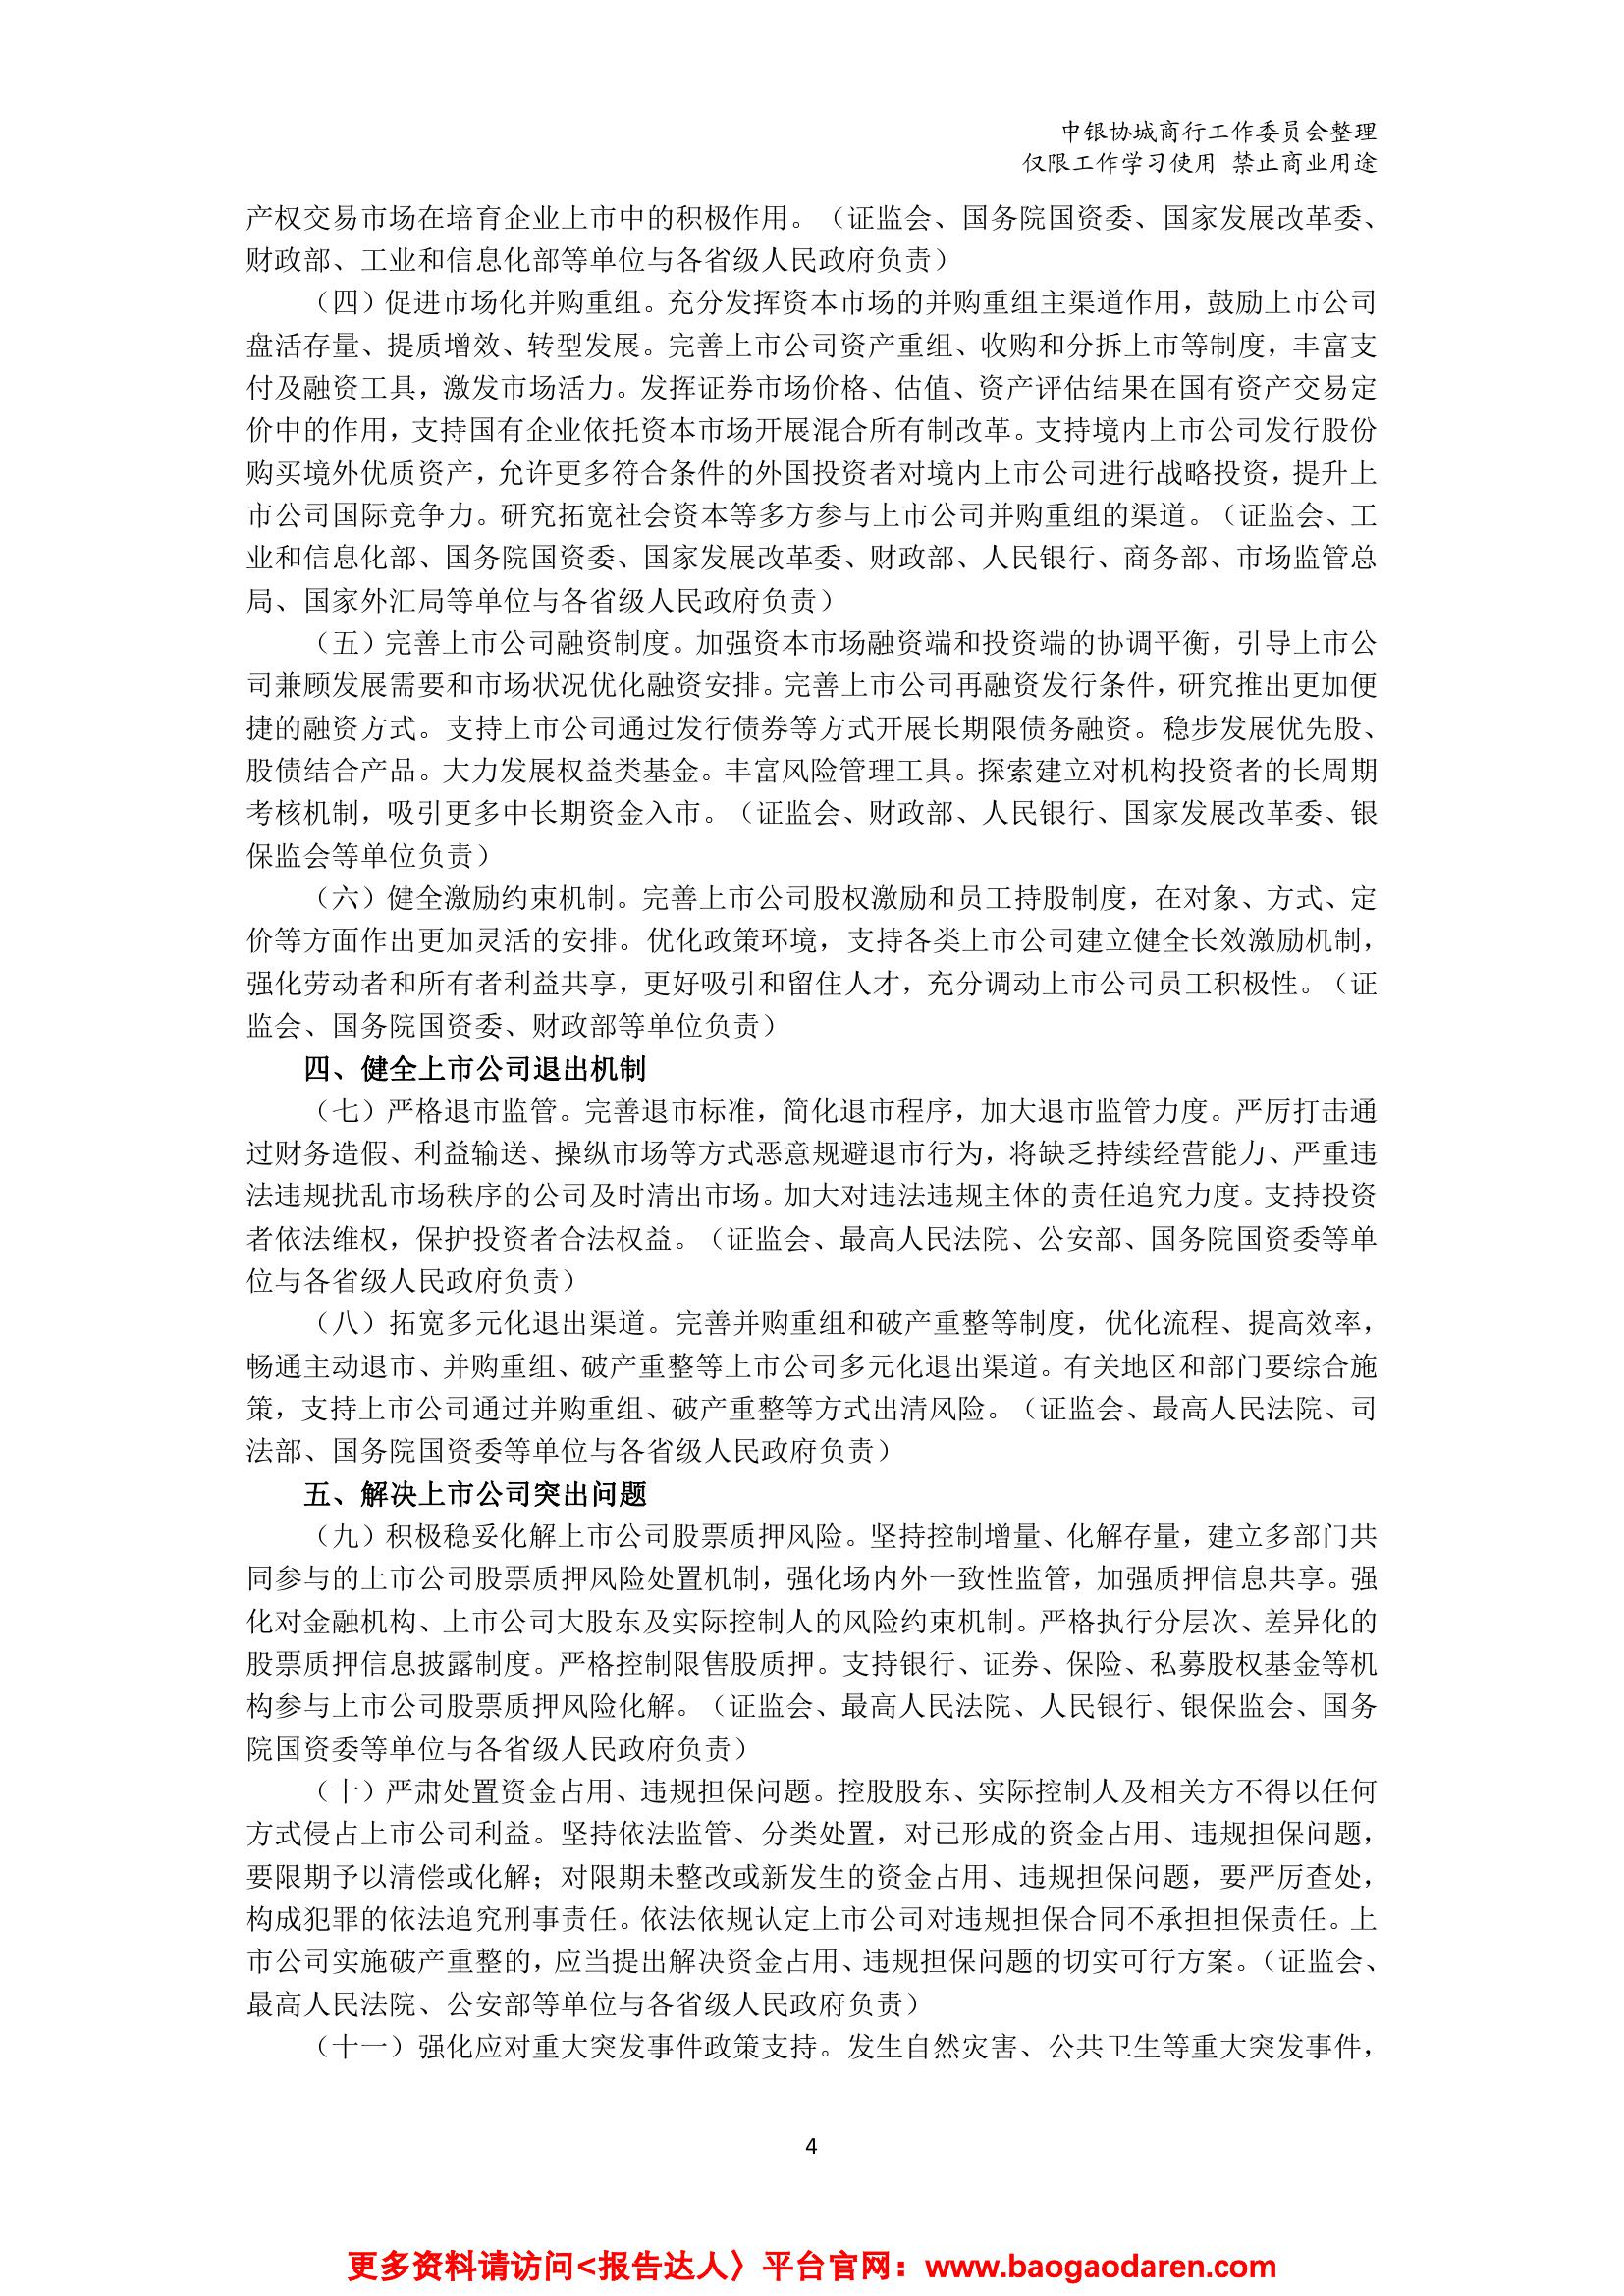 中银协城商行工作委员会整理
仅限工作学习使用 禁止商业用途
产权交易市场在培育企业上市中的积极作用。（证监会、国务院国资委、国家发展改革委、
财政部、工业和信息化部等单位与各省级人民政府负责）
（四）促进市场化并购重组。充分发挥资本市场的并购重组主渠道作用，鼓励上市公司
盘活存量、提质增效、转型发展。完善上市公司资产重组、收购和分拆上市等制度，丰富支
付及融资工具，激发市场活力。发挥证券市场价格、估值、资产评估结果在国有资产交易定
价中的作用，支持国有企业依托资本市场开展混合所有制改革。支持境内上市公司发行股份
购买境外优质资产，允许更多符合条件的外国投资者对境内上市公司进行战略投资，提升上
市公司国际竞争力。研究拓宽社会资本等多方参与上市公司并购重组的渠道。（证监会、工
业和信息化部、国务院国资委、国家发展改革委、财政部、人民银行、商务部、市场监管总
局、国家外汇局等单位与各省级人民政府负责）
（五）完善上市公司融资制度。加强资本市场融资端和投资端的协调平衡，引导上市公
司兼顾发展需要和市场状况优化融资安排。完善上市公司再融资发行条件，研究推出更加便
捷的融资方式。支持上市公司通过发行债券等方式开展长期限债务融资。稳步发展优先股、
股债结合产品。大力发展权益类基金。丰富风险管理工具。探索建立对机构投资者的长周期
考核机制，吸引更多中长期资金入市。（证监会、财政部、人民银行、国家发展改革委、银
保监会等单位负责）
（六）健全激励约束机制。完善上市公司股权激励和员工持股制度，在对象、方式、定
价等方面作出更加灵活的安排。优化政策环境，支持各类上市公司建立健全长效激励机制，
强化劳动者和所有者利益共享，更好吸引和留住人才，充分调动上市公司员工积极性。（证
监会、国务院国资委、财政部等单位负责）
四、健全上市公司退出机制
（七）严格退市监管。完善退市标准，简化退市程序，加大退市监管力度。严厉打击通
过财务造假、利益输送、操纵市场等方式恶意规避退市行为，将缺乏持续经营能力、严重违
法违规扰乱市场秩序的公司及时清出市场。加大对违法违规主体的责任追究力度。支持投资
者依法维权，保护投资者合法权益。（证监会、最高人民法院、公安部、国务院国资委等单
位与各省级人民政府负责）
（八）拓宽多元化退出渠道。完善并购重组和破产重整等制度，优化流程、提高效率，
畅通主动退市、并购重组、破产重整等上市公司多元化退出渠道。有关地区和部门要综合施
策，支持上市公司通过并购重组、破产重整等方式出清风险。（证监会、最高人民法院、司
法部、国务院国资委等单位与各省级人民政府负责）
五、解决上市公司突出问题
（九）积极稳妥化解上市公司股票质押风险。坚持控制增量、化解存量，建立多部门共
同参与的上市公司股票质押风险处置机制，强化场内外一致性监管，加强质押信息共享。强
化对金融机构、上市公司大股东及实际控制人的风险约束机制。严格执行分层次、差异化的
股票质押信息披露制度。严格控制限售股质押。支持银行、证券、保险、私募股权基金等机
构参与上市公司股票质押风险化解。（证监会、最高人民法院、人民银行、银保监会、国务
院国资委等单位与各省级人民政府负责）
（十）严肃处置资金占用、违规担保问题。控股股东、实际控制人及相关方不得以任何
方式侵占上市公司利益。坚持依法监管、分类处置，对已形成的资金占用、违规担保问题，
要限期予以清偿或化解；对限期未整改或新发生的资金占用、违规担保问题，要严厉查处，
构成犯罪的依法追究刑事责任。依法依规认定上市公司对违规担保合同不承担担保责任。上
市公司实施破产重整的，应当提出解决资金占用、违规担保问题的切实可行方案。（证监会、
最高人民法院、公安部等单位与各省级人民政府负责）
（十一）强化应对重大突发事件政策支持。发生自然灾害、公共卫生等重大突发事件，
4
更多资料请访问<报告达人〉平台官网：www.baogaodaren.com